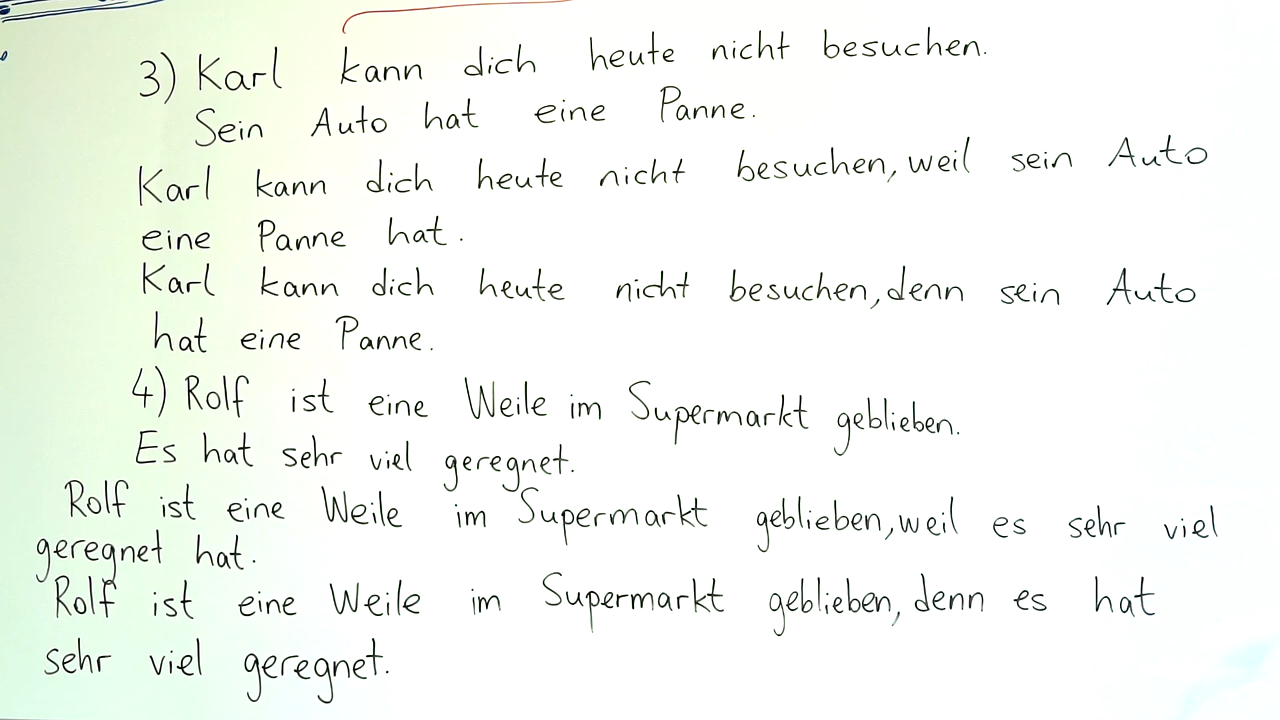 3) Karl kann dich heute nicht besuchen.
Sein Auto hat eine Panne.
Karl kann dich heute nicht besuchen, weil sein Auto
eine Panne hat.
Karl kann dich heute nicht besuchen, denn sein Auto
hat eine Panne.
4) Rolf ist eine Weile im Supermarkt geblieben.
Es hat sehr viel geregnet.
Rolf ist eine Weile im Supermarkt geblieben, weil es sehr viel
geregnet hat.
Rolf ist eine Weile im Supermarkt geblieben, denn es hat
sehr viel geregnet.